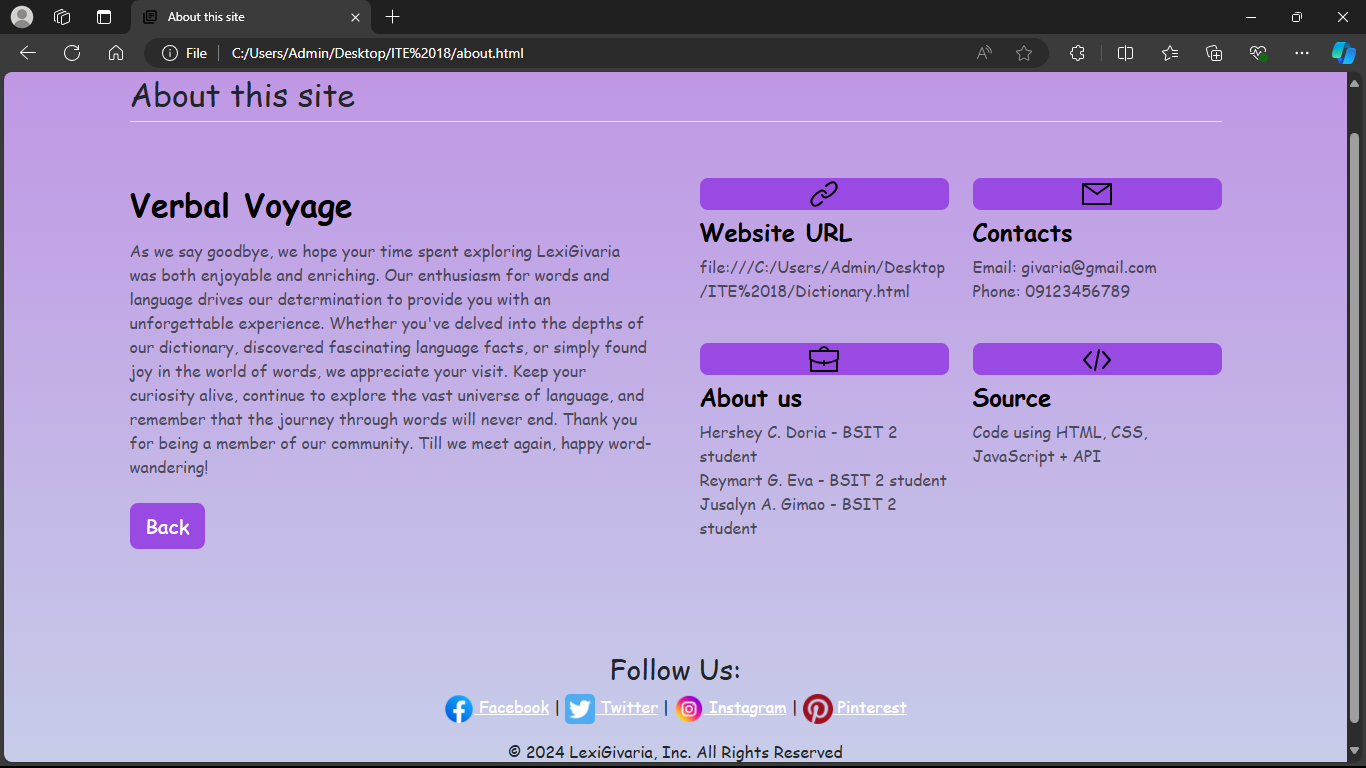 About this site
File
C:/Users/Admin/Desktop/ITE%2018/about.html
About this site
Verbal Voyage
As we say goodbye, we hope your time spent exploring LexiGivaria
was both enjoyable and enriching. Our enthusiasm for words and
language drives our determination to provide you with an
unforgettable experience. Whether you've delved into the depths of
our dictionary, discovered fascinating language facts, or simply found
joy in the world of words, we appreciate your visit. Keep your
curiosity alive, continue to explore the vast universe of language, and
remember that the journey through words will never end. Thank you
for being a member of our community. Till we meet again, happy word-
wandering!
Back
Website URL
file:///C:/Users/Admin/Desktop
/ITE%2018/Dictionary.html
Contacts
Email: givaria@gmail.com
Phone: 09123456789
About us
Hershey C. Doria - BSIT 2
student
Reymart G. Eva - BSIT 2 student
Jusalyn A. Gimao - BSIT 2
student
Source
Code using HTML, CSS,
JavaScript + API
Follow Us:
Facebook | Twitter | Instagram | Pinterest
© 2024 LexiGivaria, Inc. All Rights Reserved